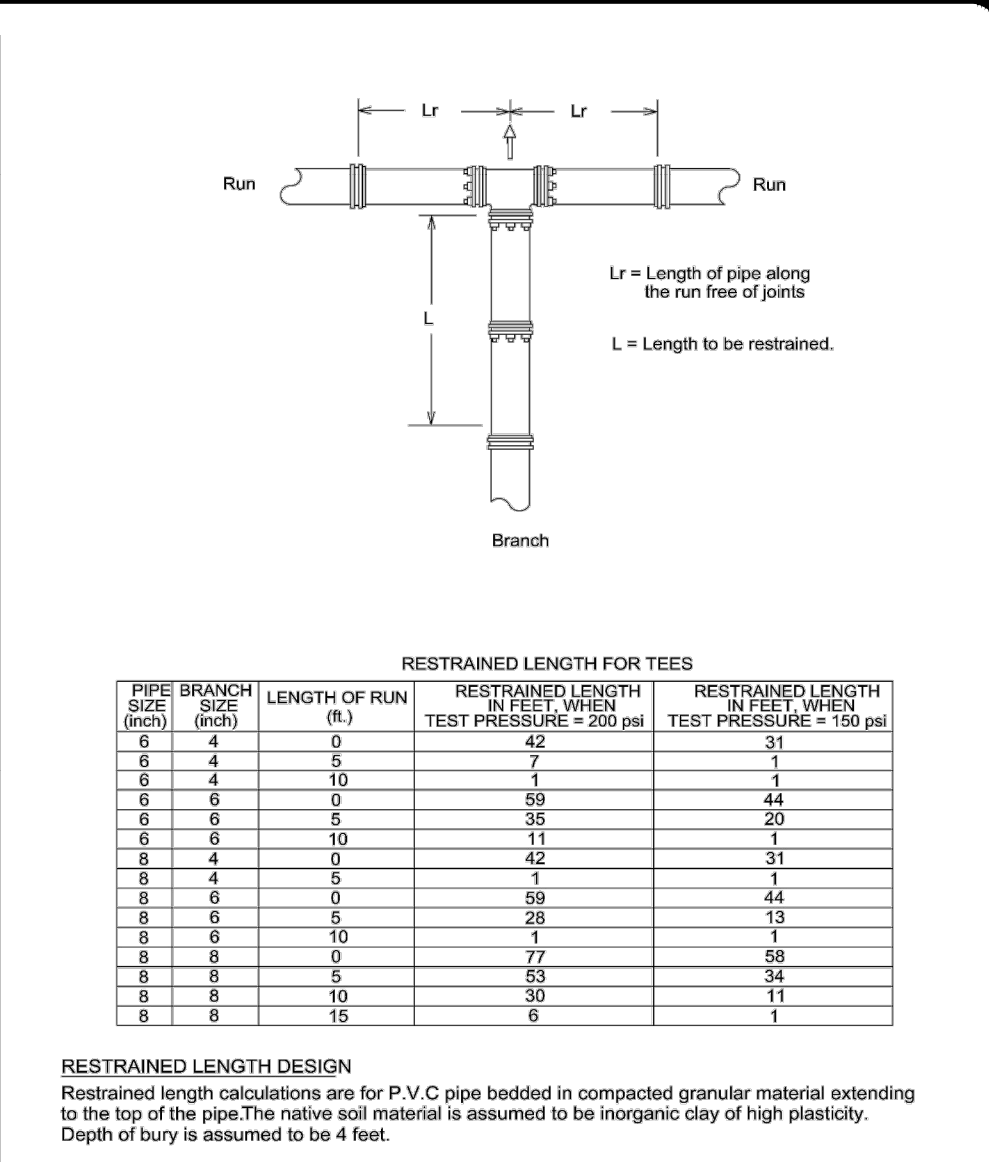 Lr Lr
Run Run
Lr = Length of pipe along
the run free of joints
L
L = Length to be restrained.
Branch
RESTRAINED LENGTH FOR TEES
PIPE SIZE (inch) BRANCH SIZE (inch) LENGTH OF RUN (ft.) RESTRAINED LENGTH IN FEET, WHEN TEST PRESSURE = 200 psi RESTRAINED LENGTH IN FEET, WHEN TEST PRESSURE = 150 psi
6 4 0 42 31
6 4 5 7 1
6 4 10 1 1
6 6 0 59 44
6 6 5 35 20
6 6 10 11 1
8 4 0 42 31
8 4 5 1 1
8 6 0 59 44
8 6 5 28 13
8 6 10 1 1
8 8 0 77 58
8 8 5 53 34
8 8 10 30 11
8 8 15 6 1
RESTRAINED LENGTH DESIGN
Restrained length calculations are for P.V.C pipe bedded in compacted granular material extending
to the top of the pipe.The native soil material is assumed to be inorganic clay of high plasticity.
Depth of bury is assumed to be 4 feet.